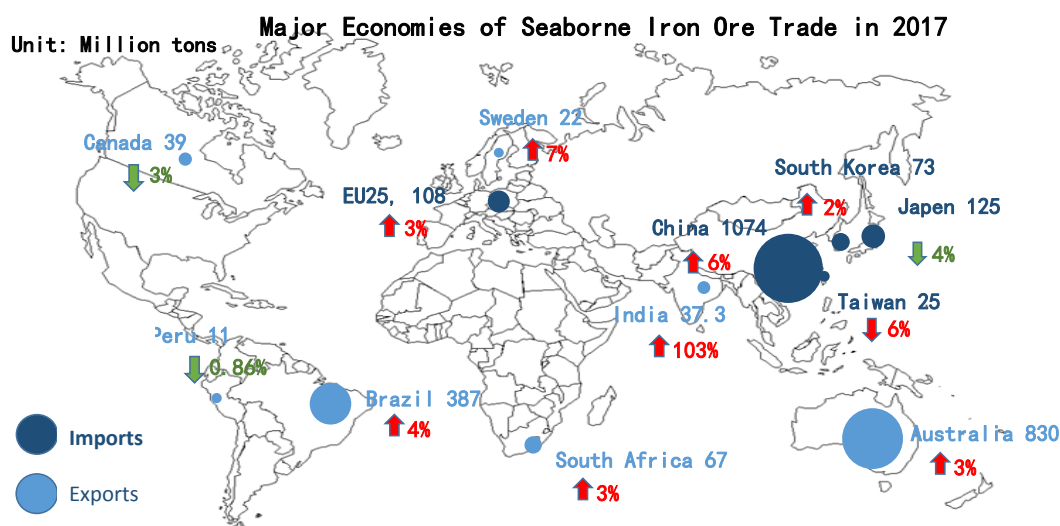 Major Economies of Seaborne Iron Ore Trade in 2017
Unit: Million tons
Sweden 22
7%
Canada 39
3%
South Korea 73
2%
EU25, 108
3%
Japen 125
4%
China 1074
6%
Taiwan 25
6%
India 37.3
103%
Peru 11
0.86%
Brazil 387
4%
Australia 830
3%
South Africa 67
3%
Imports
Exports